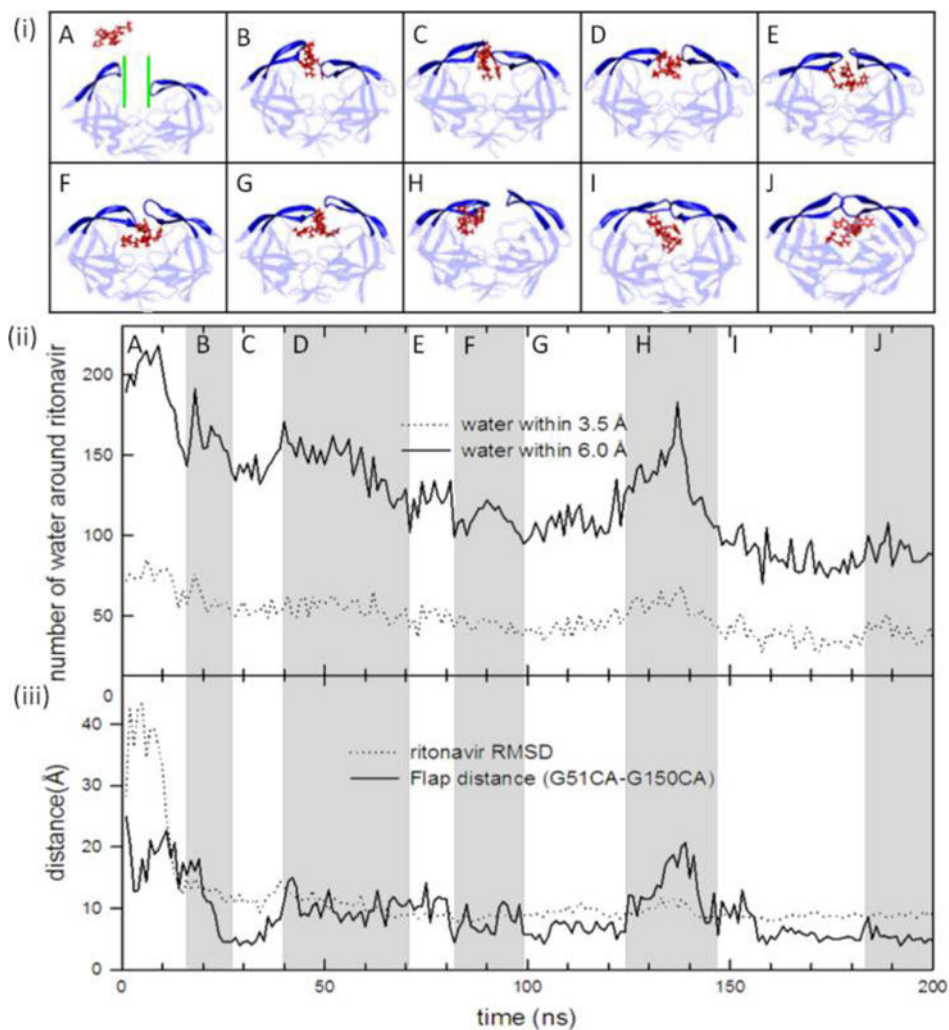 (i)
A B C D E
F G H I J
(ii)
A B C D E F G H I J
200
150
100
50
0
number of water around ritonavir
water within 3.5 Å
water within 6.0 Å
(iii)
40
30
20
10
0
distance(Å)
ritonavir RMSD
Flap distance (G51CA-G150CA)
0 50 100 150 200
time (ns)